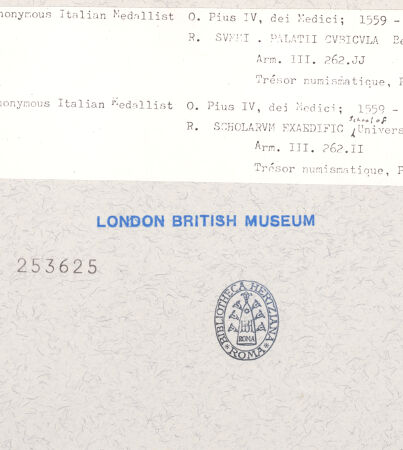 nonymous Italian Medallist O. Pius IV, dei Medici; 1559 -
R. SVMMI . PALATII CVBICVLA Be
Arm. III. 262.JJ
Trésor numismatique, P
nonymous Italian Medallist O. Pius IV, dei Medici; 1559 -
School of
R. SCHOLARVM EXAEDIFIC Univers
Arm. III. 262.II
Trésor numismatique, P
LONDON BRITISH MUSEUM
253625
BIBLIOTHECA HERTZIANA
ROMA
ROMA